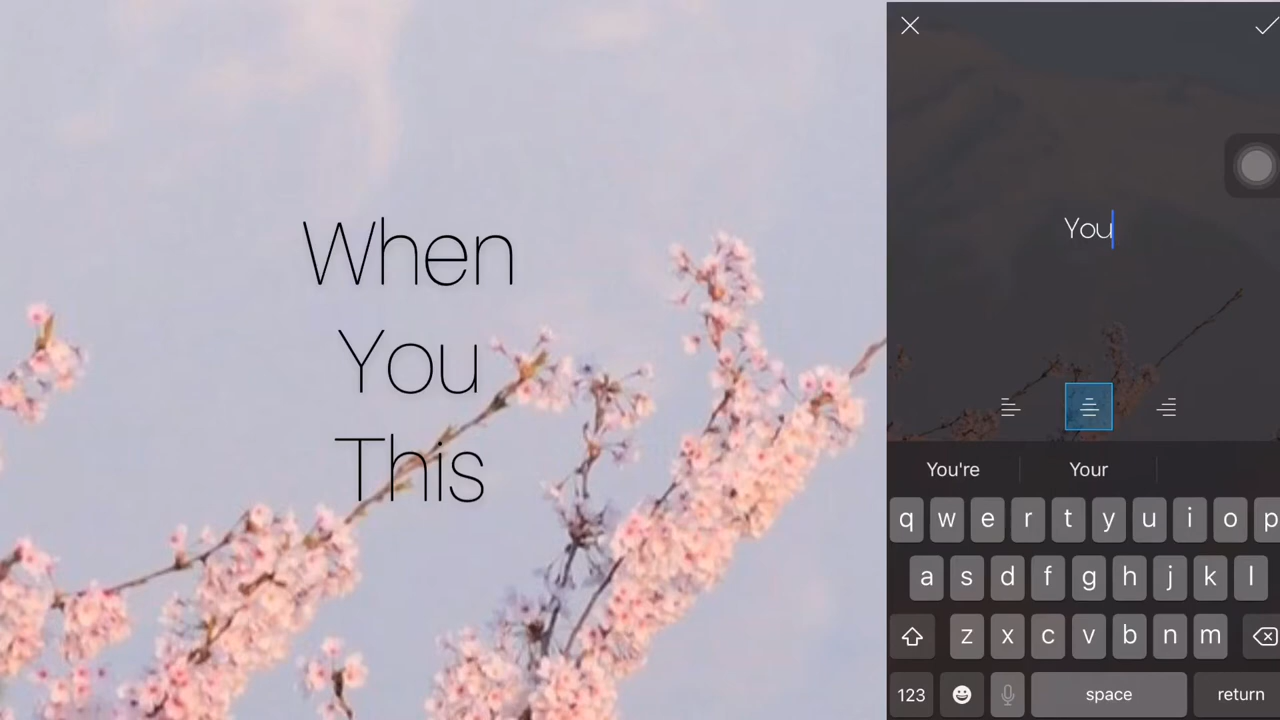 When
You
This
You
You're Your
q w e r t y u i o p
a s d f g h j k l
z x c v b n m
123 space return